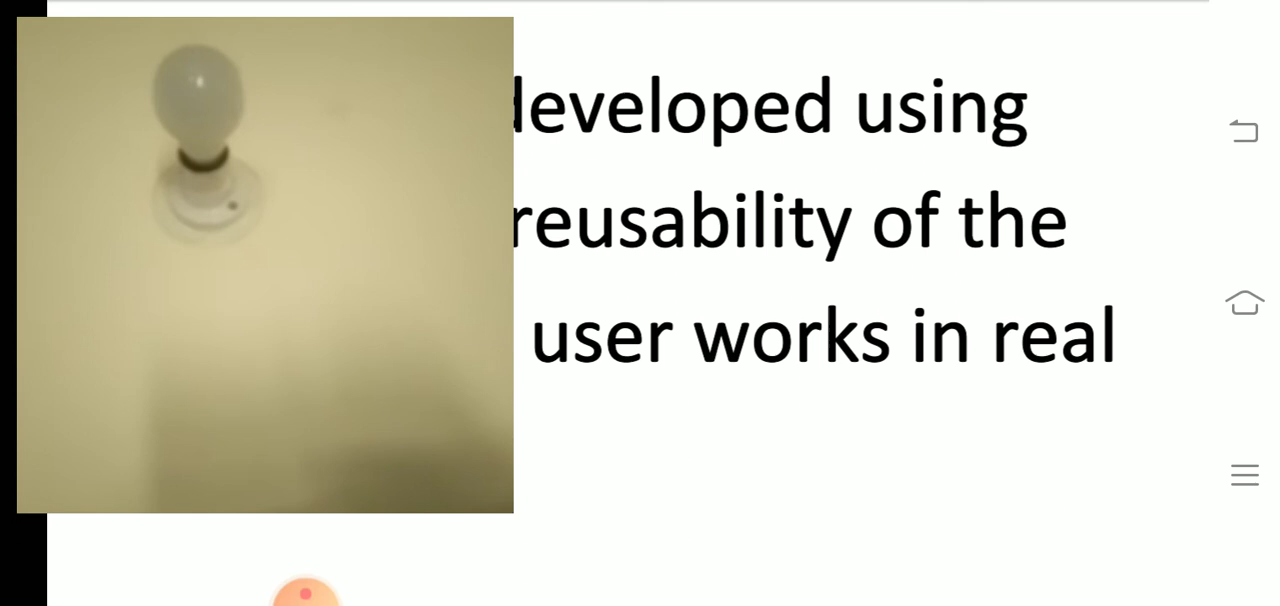 developed using
reusability of the
user works in real